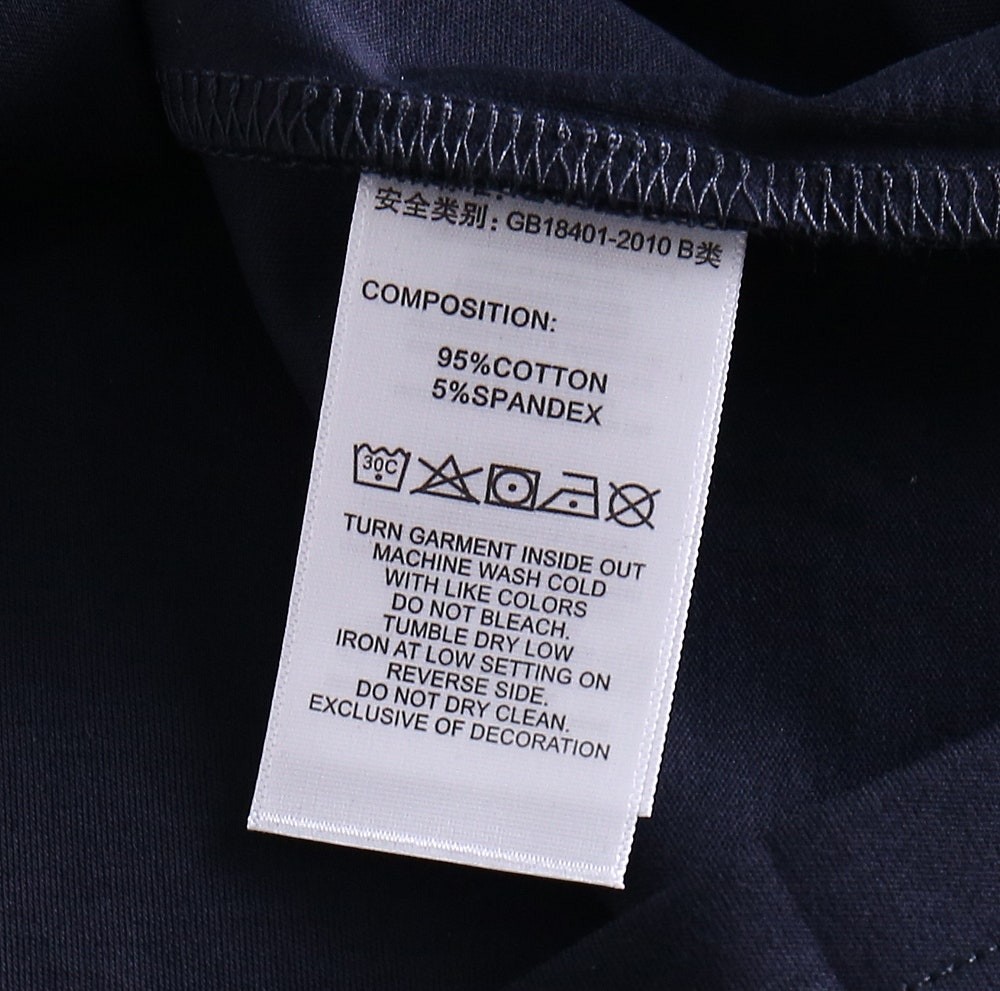 安全类别: GB18401-2010 B类
COMPOSITION:
95%COTTON
5%SPANDEX
30C
TURN GARMENT INSIDE OUT
MACHINE WASH COLD
WITH LIKE COLORS
DO NOT BLEACH.
TUMBLE DRY LOW
IRON AT LOW SETTING ON
REVERSE SIDE.
DO NOT DRY CLEAN.
EXCLUSIVE OF DECORATION